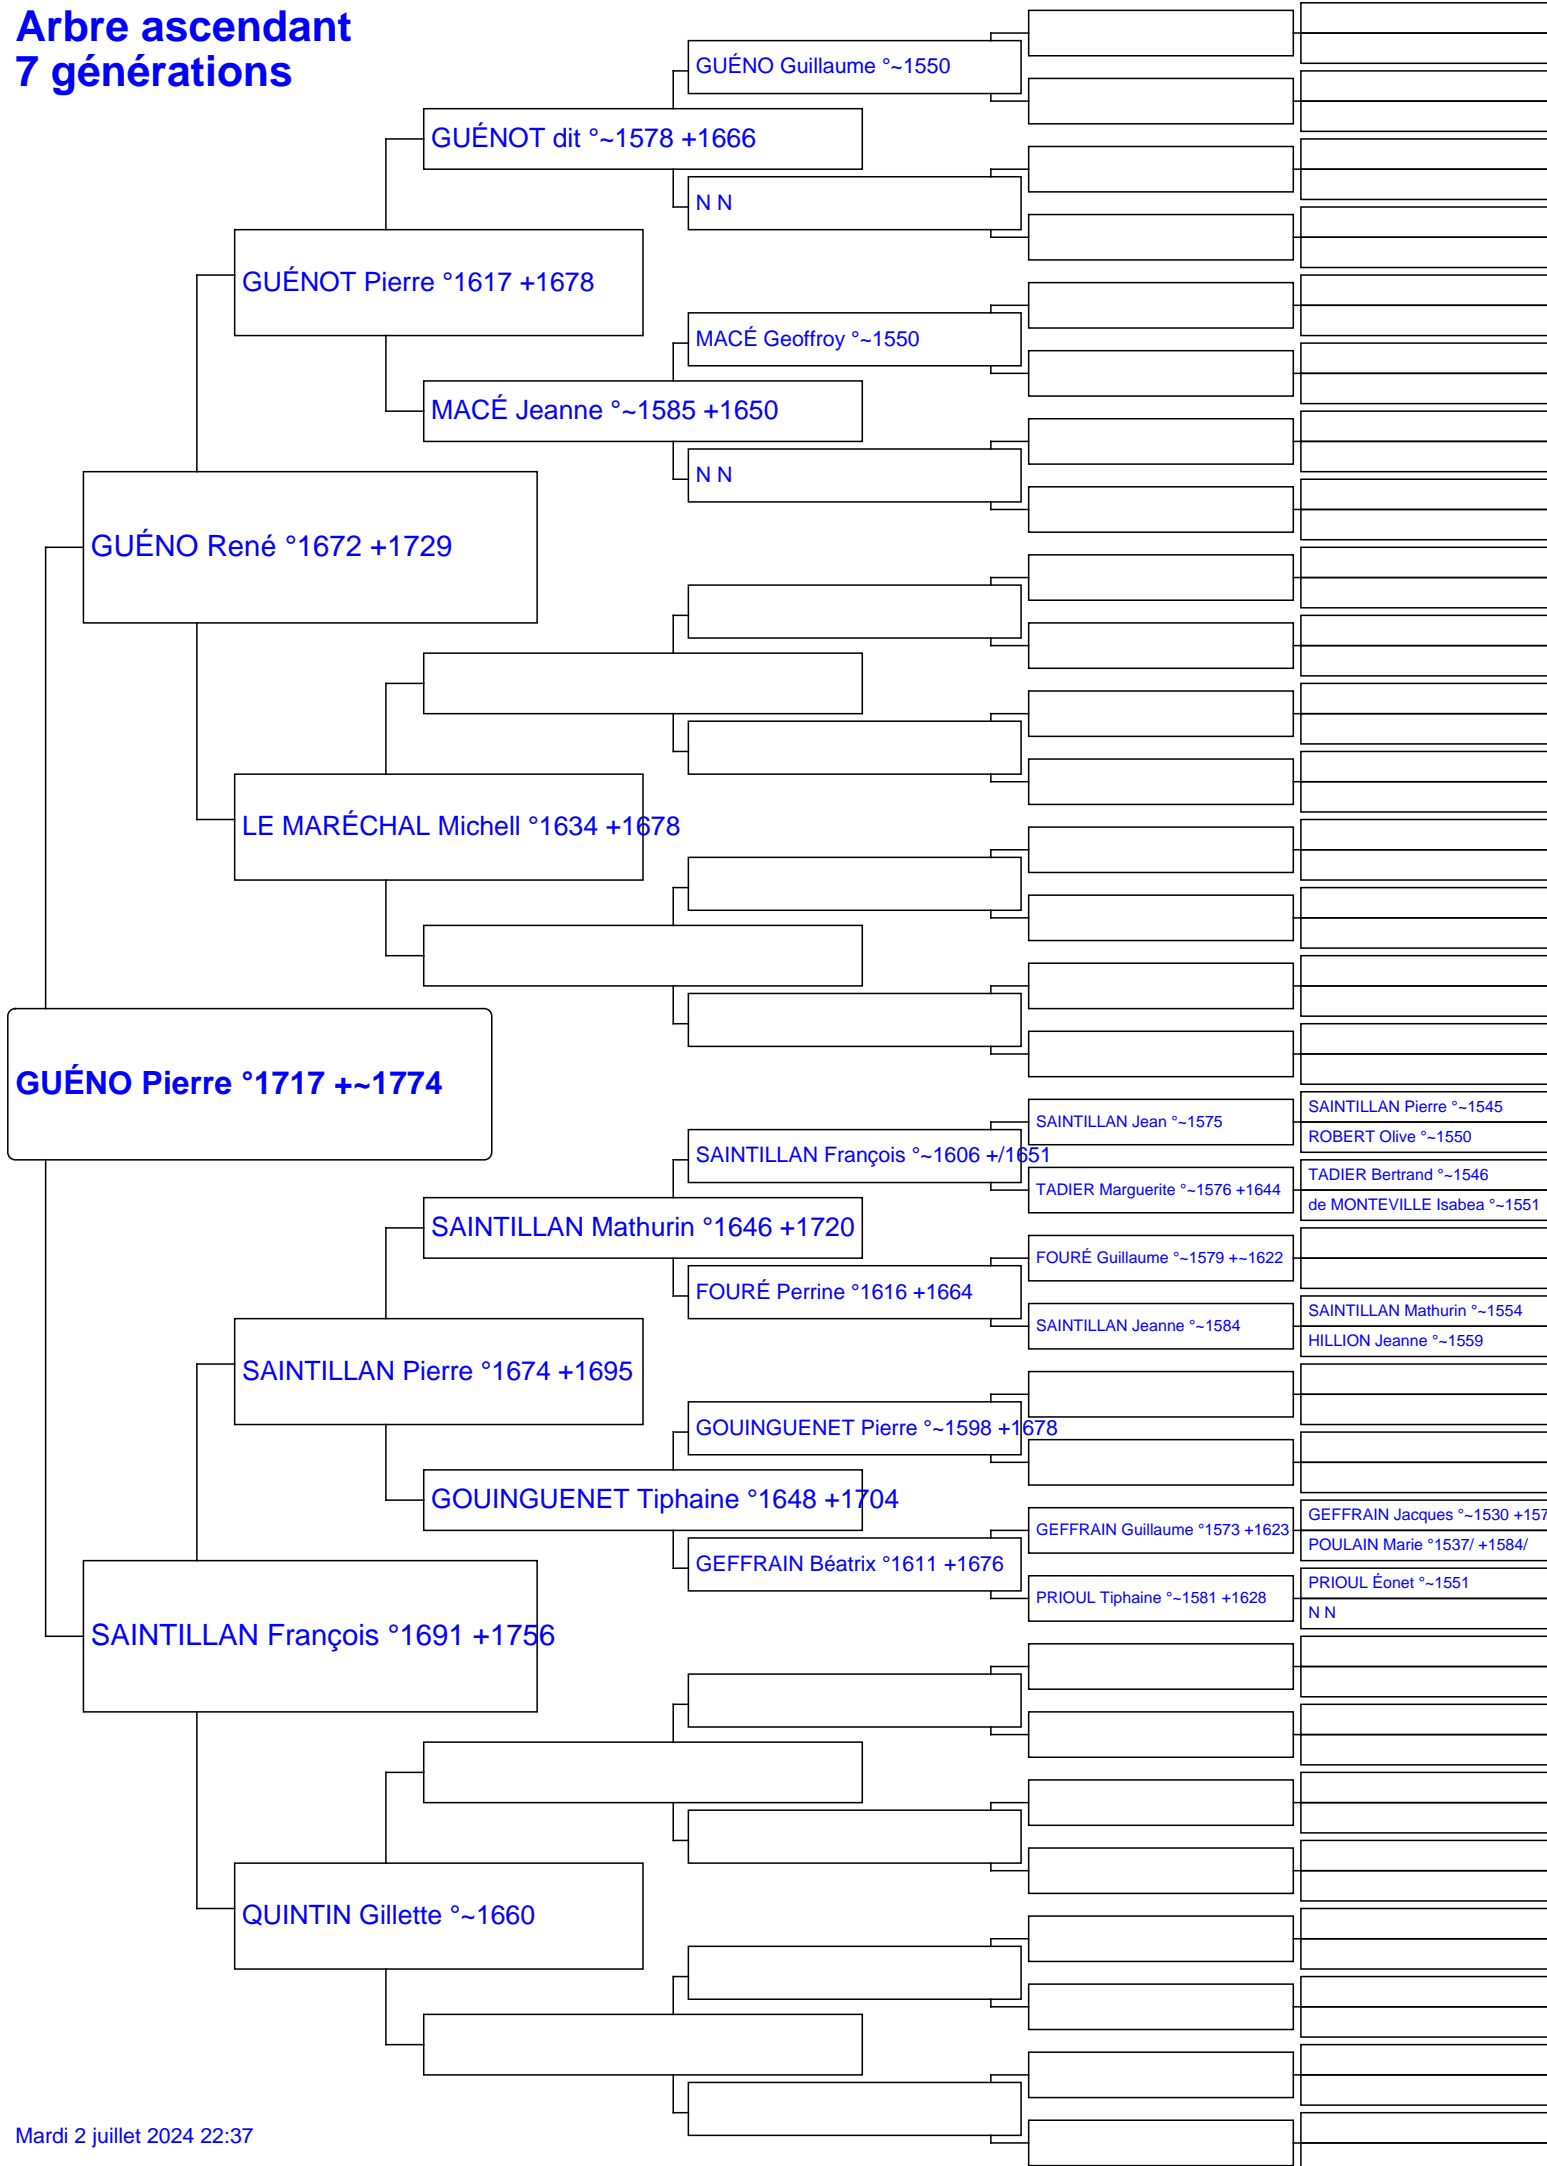 Arbre ascendant
7 générations
GUÉNO Guillaume °~1550
GUÉNOT dit °~1578 +1666
N N
GUÉNOT Pierre °1617 +1678
MACÉ Geoffroy °~1550
MACÉ Jeanne °~1585 +1650
N N
GUÉNO René °1672 +1729
LE MARÉCHAL Michell °1634 +1678
GUÉNO Pierre °1717 +~1774
SAINTILLAN Pierre °~1545
SAINTILLAN Jean °~1575
ROBERT Olive °~1550
SAINTILLAN François °~1606 +/1651
TADIER Bertrand °~1546
TADIER Marguerite °~1576 +1644
de MONTEVILLE Isabea °~1551
SAINTILLAN Mathurin °1646 +1720
FOURÉ Guillaume °~1579 +~1622
FOURÉ Perrine °1616 +1664
SAINTILLAN Mathurin °~1554
SAINTILLAN Jeanne °~1584
HILLION Jeanne °~1559
SAINTILLAN Pierre °1674 +1695
GOUINGUENET Pierre °~1598 +1678
GOUINGUENET Tiphaine °1648 +1704
GEFFRAIN Jacques °~1530 +157
GEFFRAIN Guillaume °1573 +1623
POULAIN Marie °1537/ +1584/
GEFFRAIN Béatrix °1611 +1676
PRIOUL Éonet °~1551
PRIOUL Tiphaine °~1581 +1628
N N
SAINTILLAN François °1691 +1756
QUINTIN Gillette °~1660
Mardi 2 juillet 2024 22:37